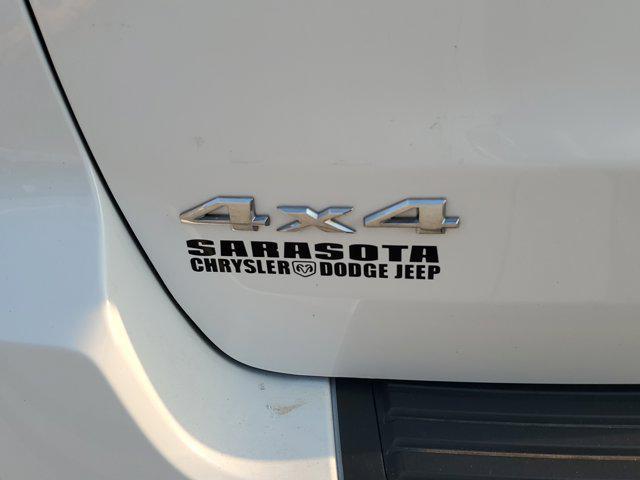 4x4
SARASOTA
CHRYSLER DODGE JEEP